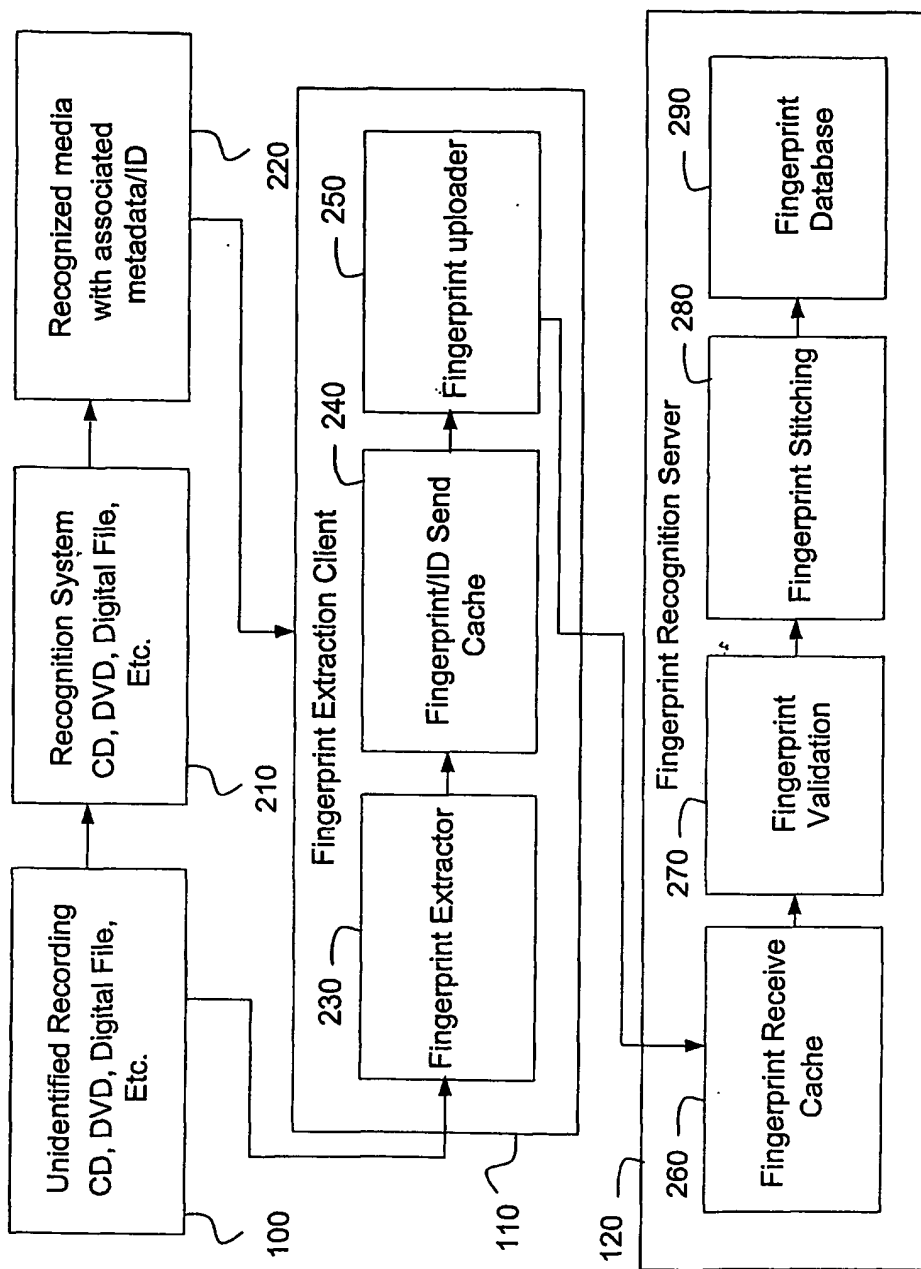 Unidentified Recording
CD, DVD, Digital File,
Etc.
100
Recognition System
CD, DVD, Digital File,
Etc.
210
Recognized media
with associated
metadata/ID
220
Fingerprint Extraction Client
110
230
Fingerprint Extractor
240
Fingerprint/ID Send
Cache
250
Fingerprint uploader
120
Fingerprint Recognition Server
260
Fingerprint Receive
Cache
270
Fingerprint
Validation
280
Fingerprint Stitching
290
Fingerprint
Database